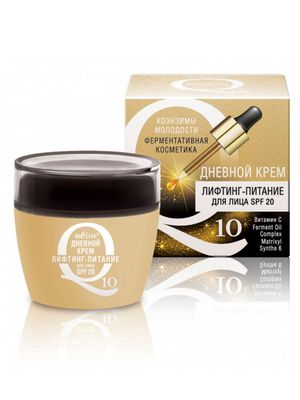 КОЭНЗИМЫ
МОЛОДОСТИ
ФЕРМЕНТАТИВНАЯ
КОСМЕТИКА
Q
ДНЕВНОЙ КРЕМ
ЛИФТИНГ-ПИТАНИЕ
ДЛЯ ЛИЦА SPF 20
10
Витамин С
Ferment Oil
Complex
Matrixyl
Synthe 6
Bielita
ДНЕВНОЙ
КРЕМ
ЛИФТИНГ-ПИТАНИЕ
ДЛЯ ЛИЦА
SPF 20
Q
10